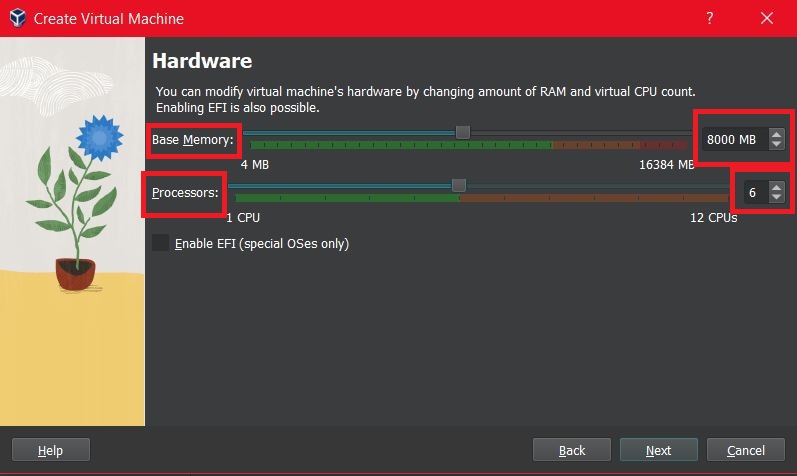 Create Virtual Machine
Hardware
You can modify virtual machine's hardware by changing amount of RAM and virtual CPU count.
Enabling EFI is also possible.
Base Memory: 8000 MB
4 MB 16384 MB
Processors: 6
1 CPU 12 CPUs
Enable EFI (special OSes only)
Help Back Next Cancel